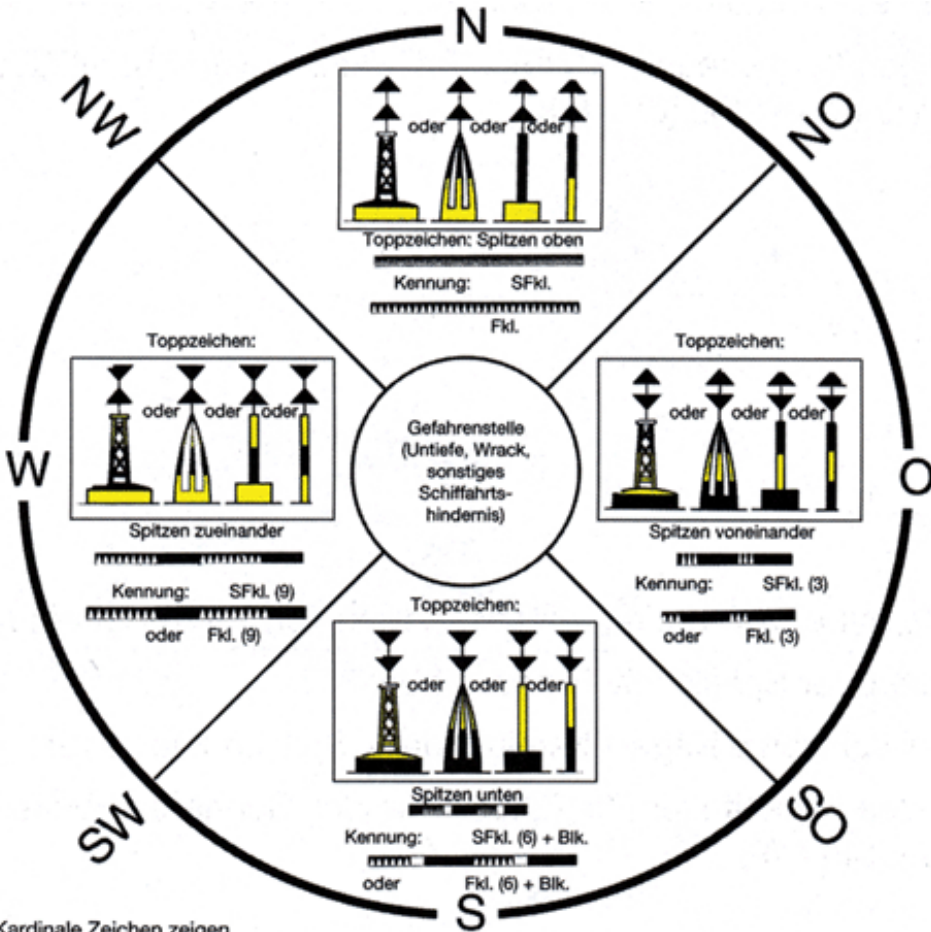 N
NW
NO
oder oder oder
Toppzeichen: Spitzen oben
Kennung: SFkl.
Fkl.
Toppzeichen:
oder oder oder
W
Spitzen zueinander
Kennung: SFkl. (9)
oder Fkl. (9)
Gefahrenstelle
(Untiefe, Wrack,
sonstiges
Schiffahrts-
hindernis)
Toppzeichen:
oder oder oder
O
Spitzen voneinander
Kennung: SFkl. (3)
oder Fkl. (3)
Toppzeichen:
oder oder oder
Spitzen unten
Kennung: SFkl. (6) + Blk.
oder Fkl. (6) + Blk.
SW
SO
S
Kardinale Zeichen zeigen